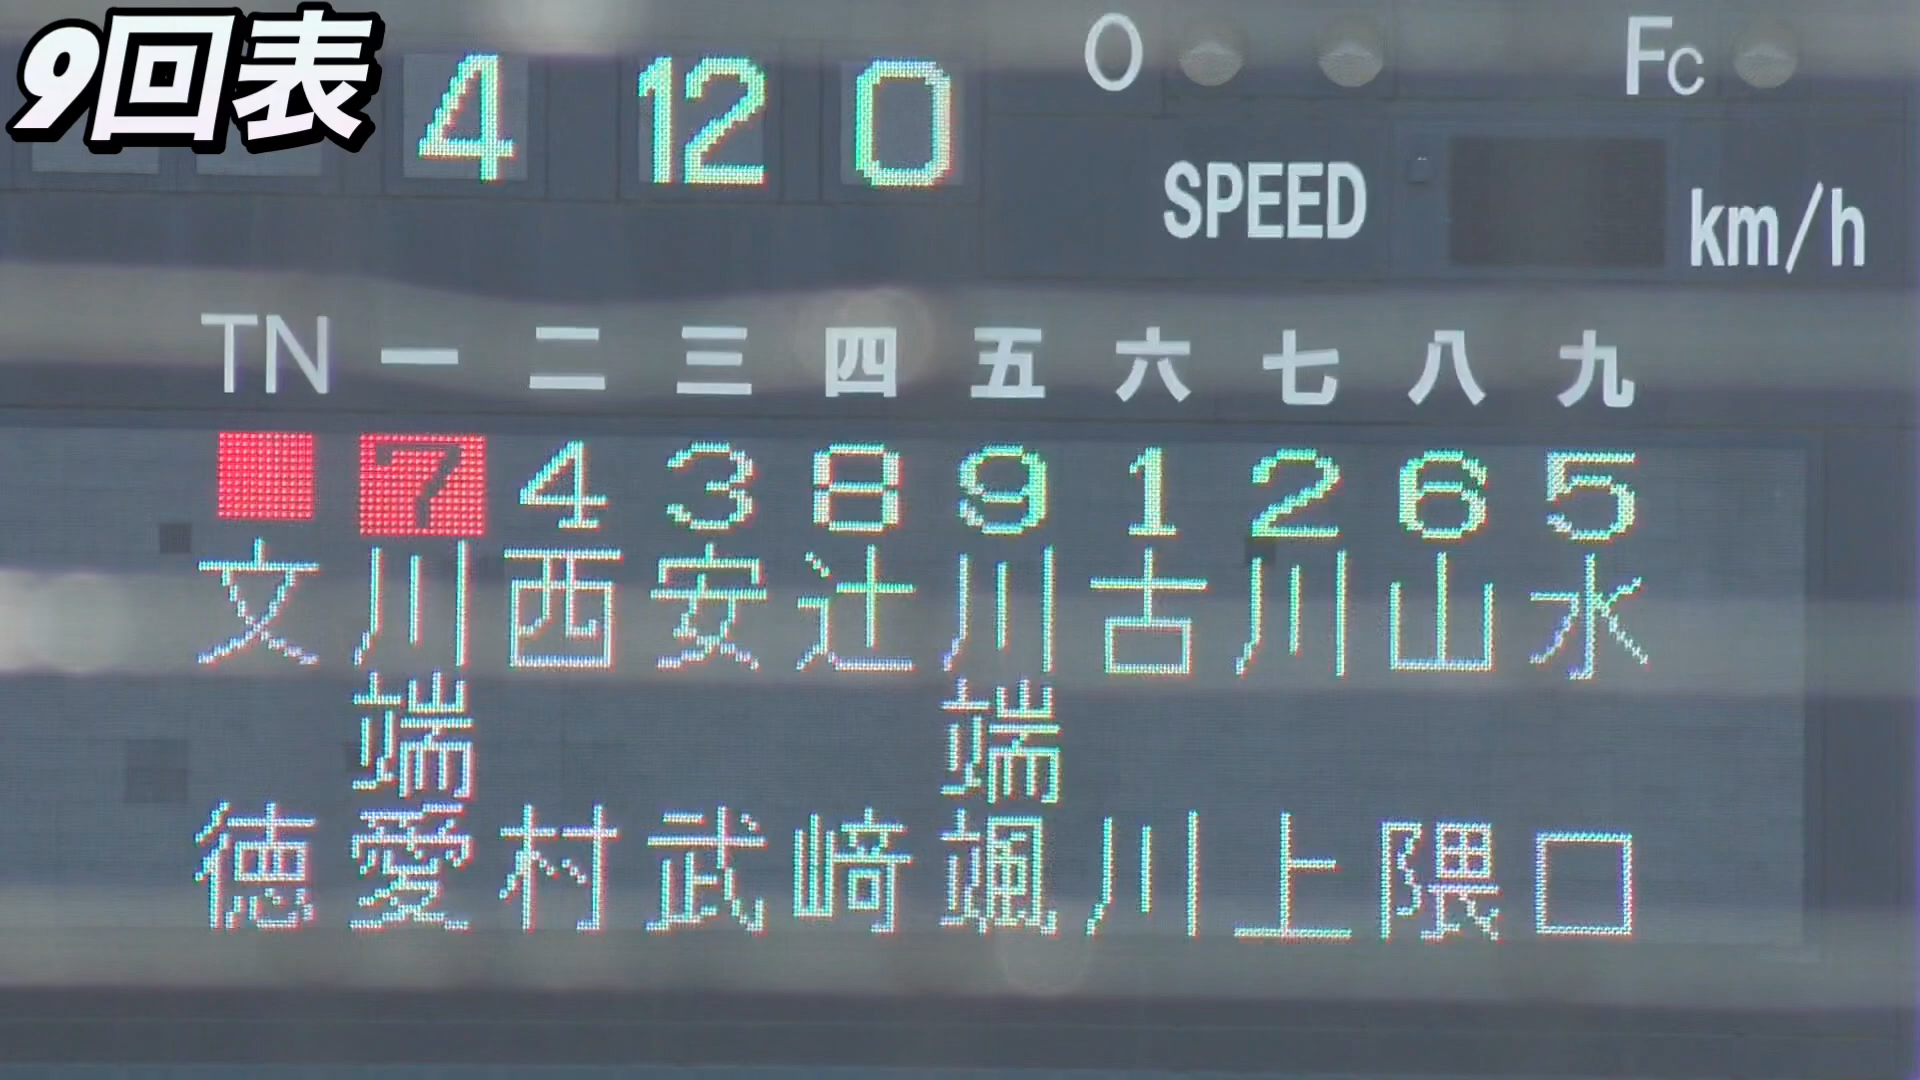 9回表
4 12 0 O Fc
SPEED km/h
TN 一 二 三 四 五 六 七 八 九
7 4 3 8 9 1 2 6 5
文徳 川端愛 西村 安武 辻崎 川端颯 古川 川上 山隈 水口